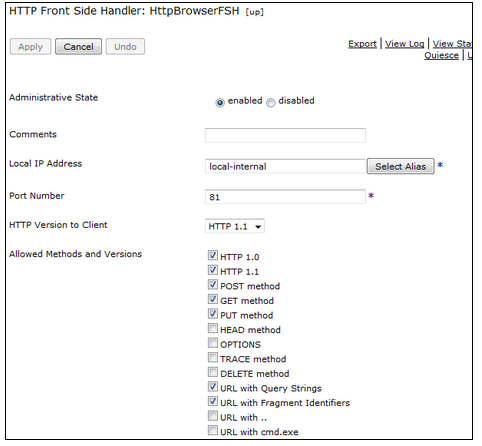 HTTP Front Side Handler: HttpBrowserFSH [up]
Apply Cancel Undo
Export | View Log | View
Quiesce |
Administrative State
enabled disabled
Comments
Local IP Address local-internal Select Alias *
Port Number 81 *
HTTP Version to Client HTTP 1.1
Allowed Methods and Versions
HTTP 1.0
HTTP 1.1
POST method
GET method
PUT method
HEAD method
OPTIONS
TRACE method
DELETE method
URL with Query Strings
URL with Fragment Identifiers
URL with ..
URL with cmd.exe